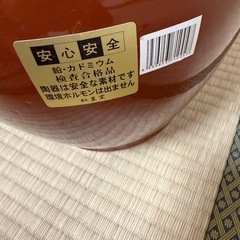 安心安全
鉛・カドミウム
検査合格品
陶器は安全な素材です
環境ホルモンは出ません